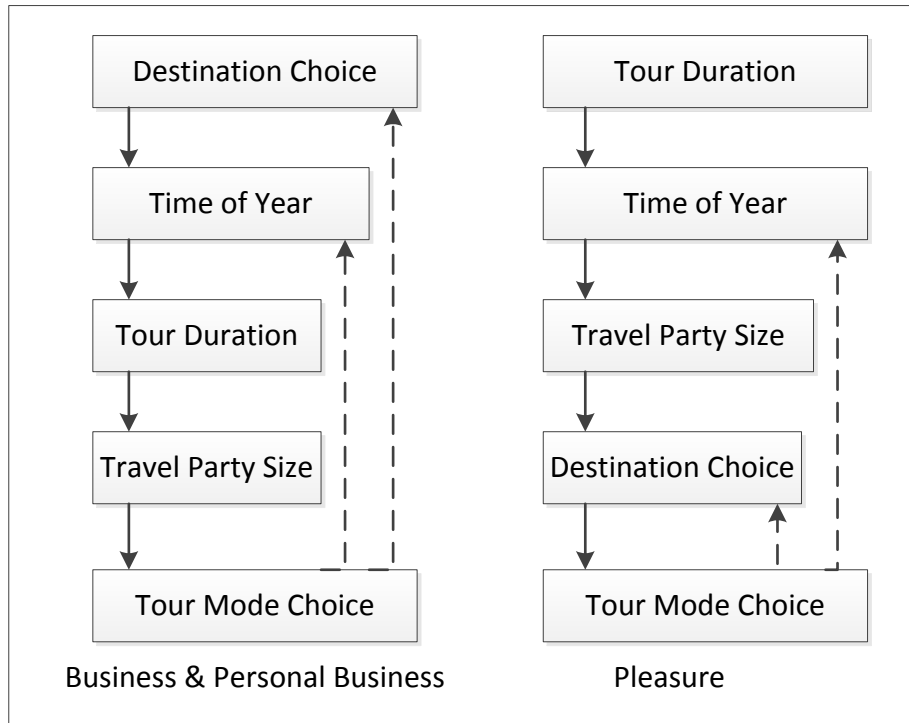 Destination Choice
Time of Year
Tour Duration
Travel Party Size
Tour Mode Choice
Business & Personal Business
Tour Duration
Time of Year
Travel Party Size
Destination Choice
Tour Mode Choice
Pleasure